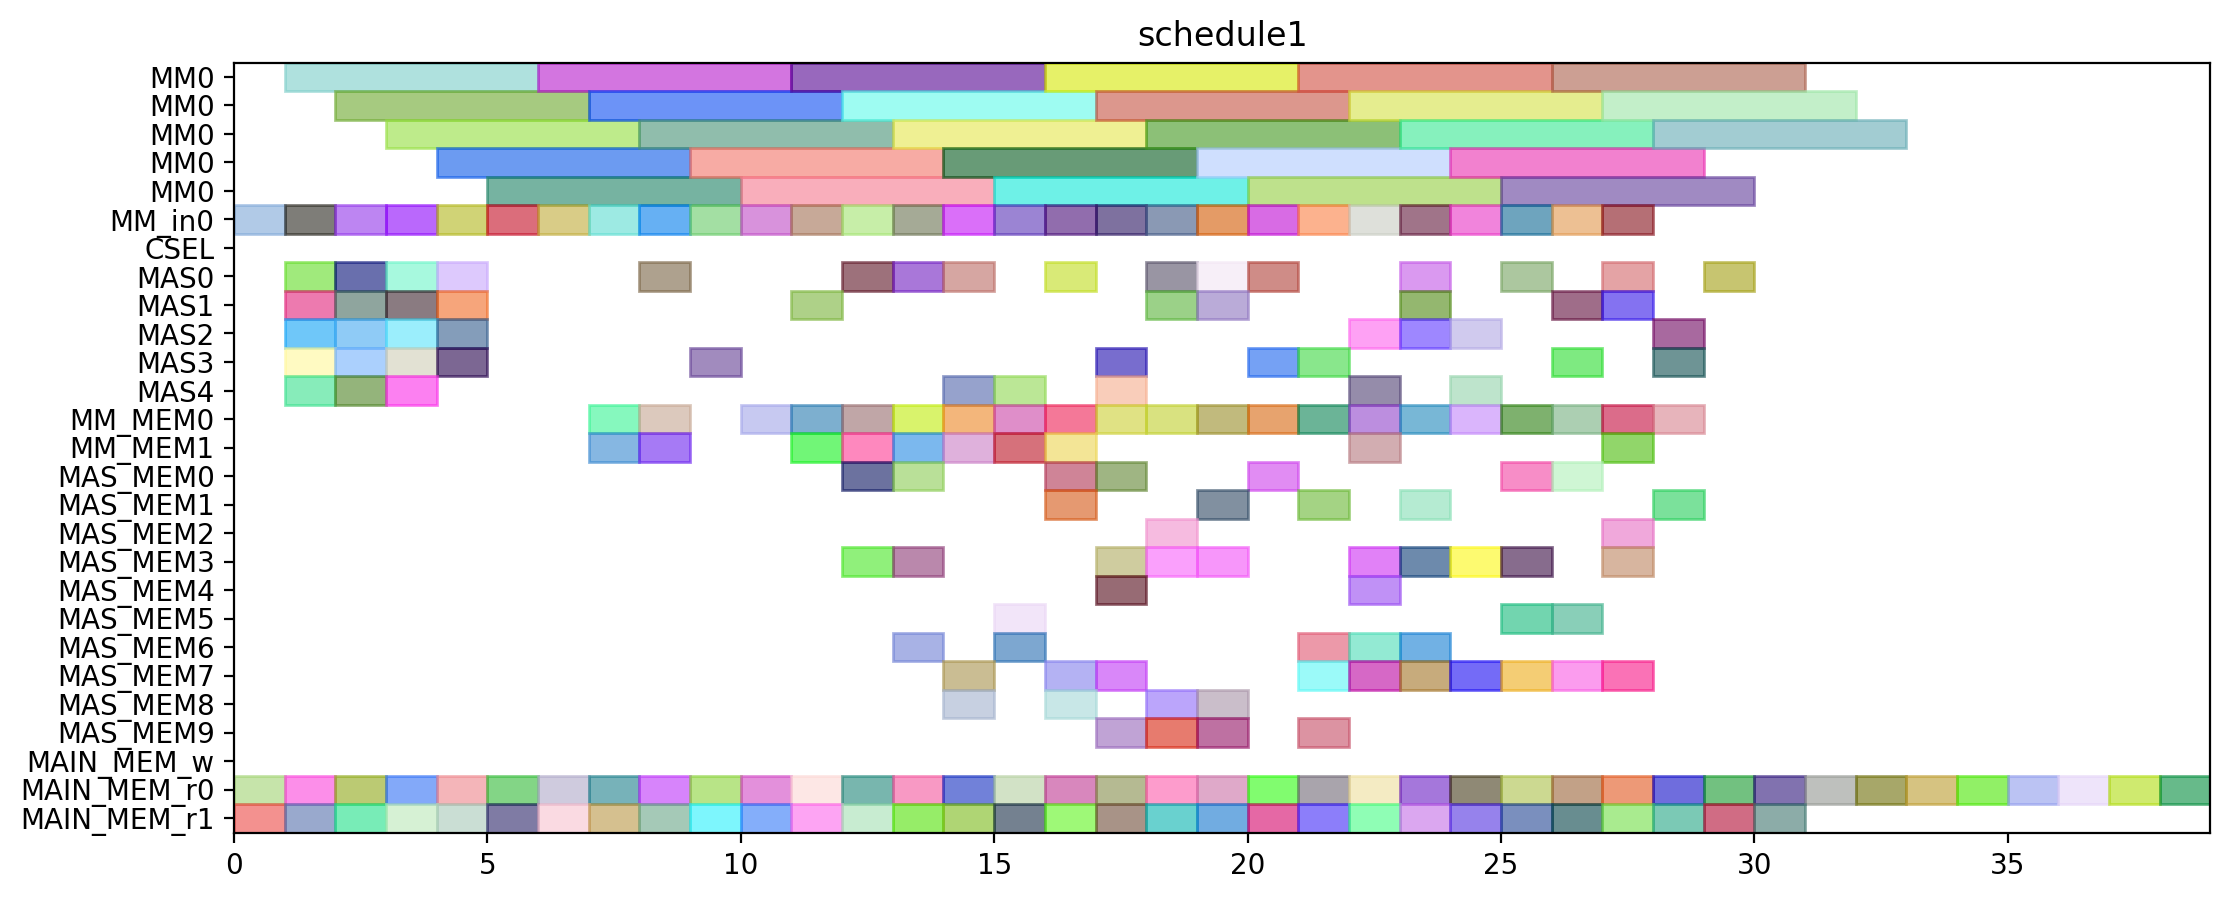 schedule1
MM0
MM0
MM0
MM0
MM0
MM_in0
CSEL
MAS0
MAS1
MAS2
MAS3
MAS4
MM_MEM0
MM_MEM1
MAS_MEM0
MAS_MEM1
MAS_MEM2
MAS_MEM3
MAS_MEM4
MAS_MEM5
MAS_MEM6
MAS_MEM7
MAS_MEM8
MAS_MEM9
MAIN_MEM_w
MAIN_MEM_r0
MAIN_MEM_r1
0 5 10 15 20 25 30 35